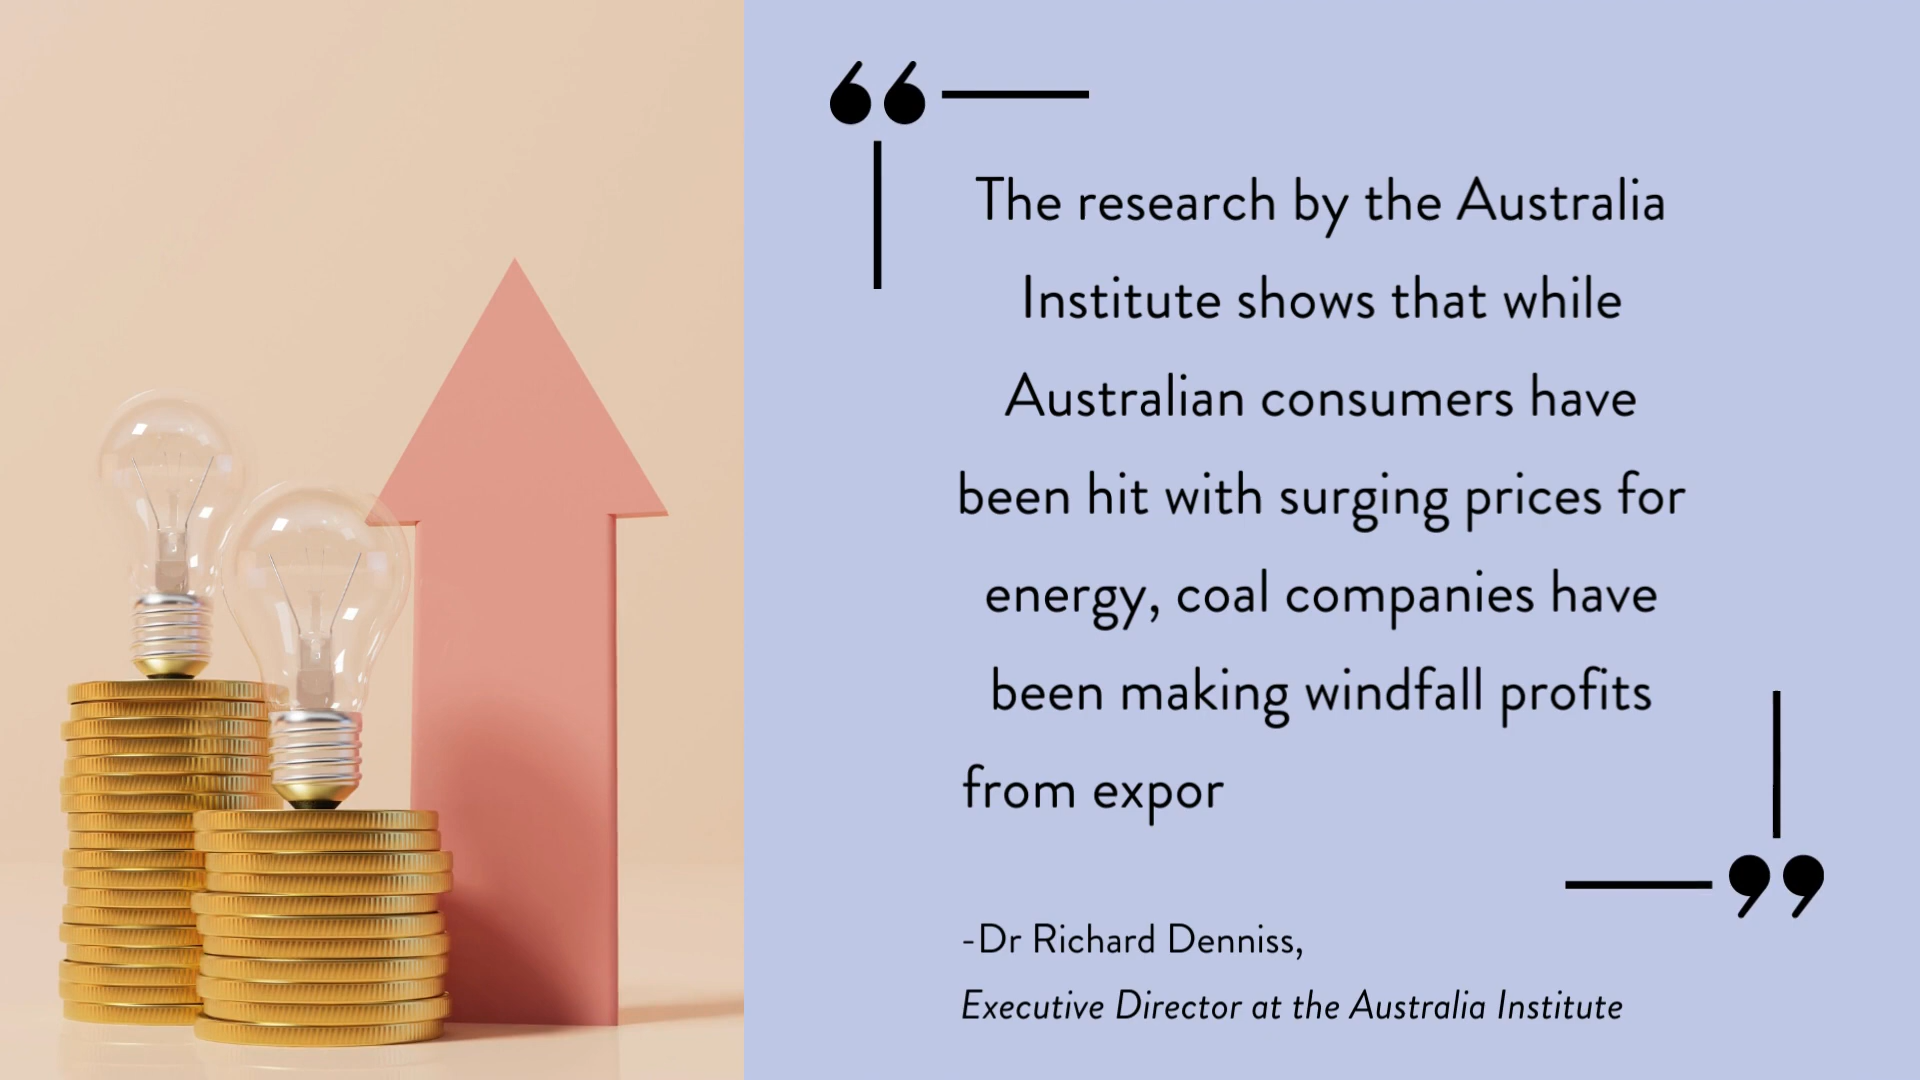 The research by the Australia
Institute shows that while
Australian consumers have
been hit with surging prices for
energy, coal companies have
been making windfall profits
from expor
-Dr Richard Denniss,
Executive Director at the Australia Institute